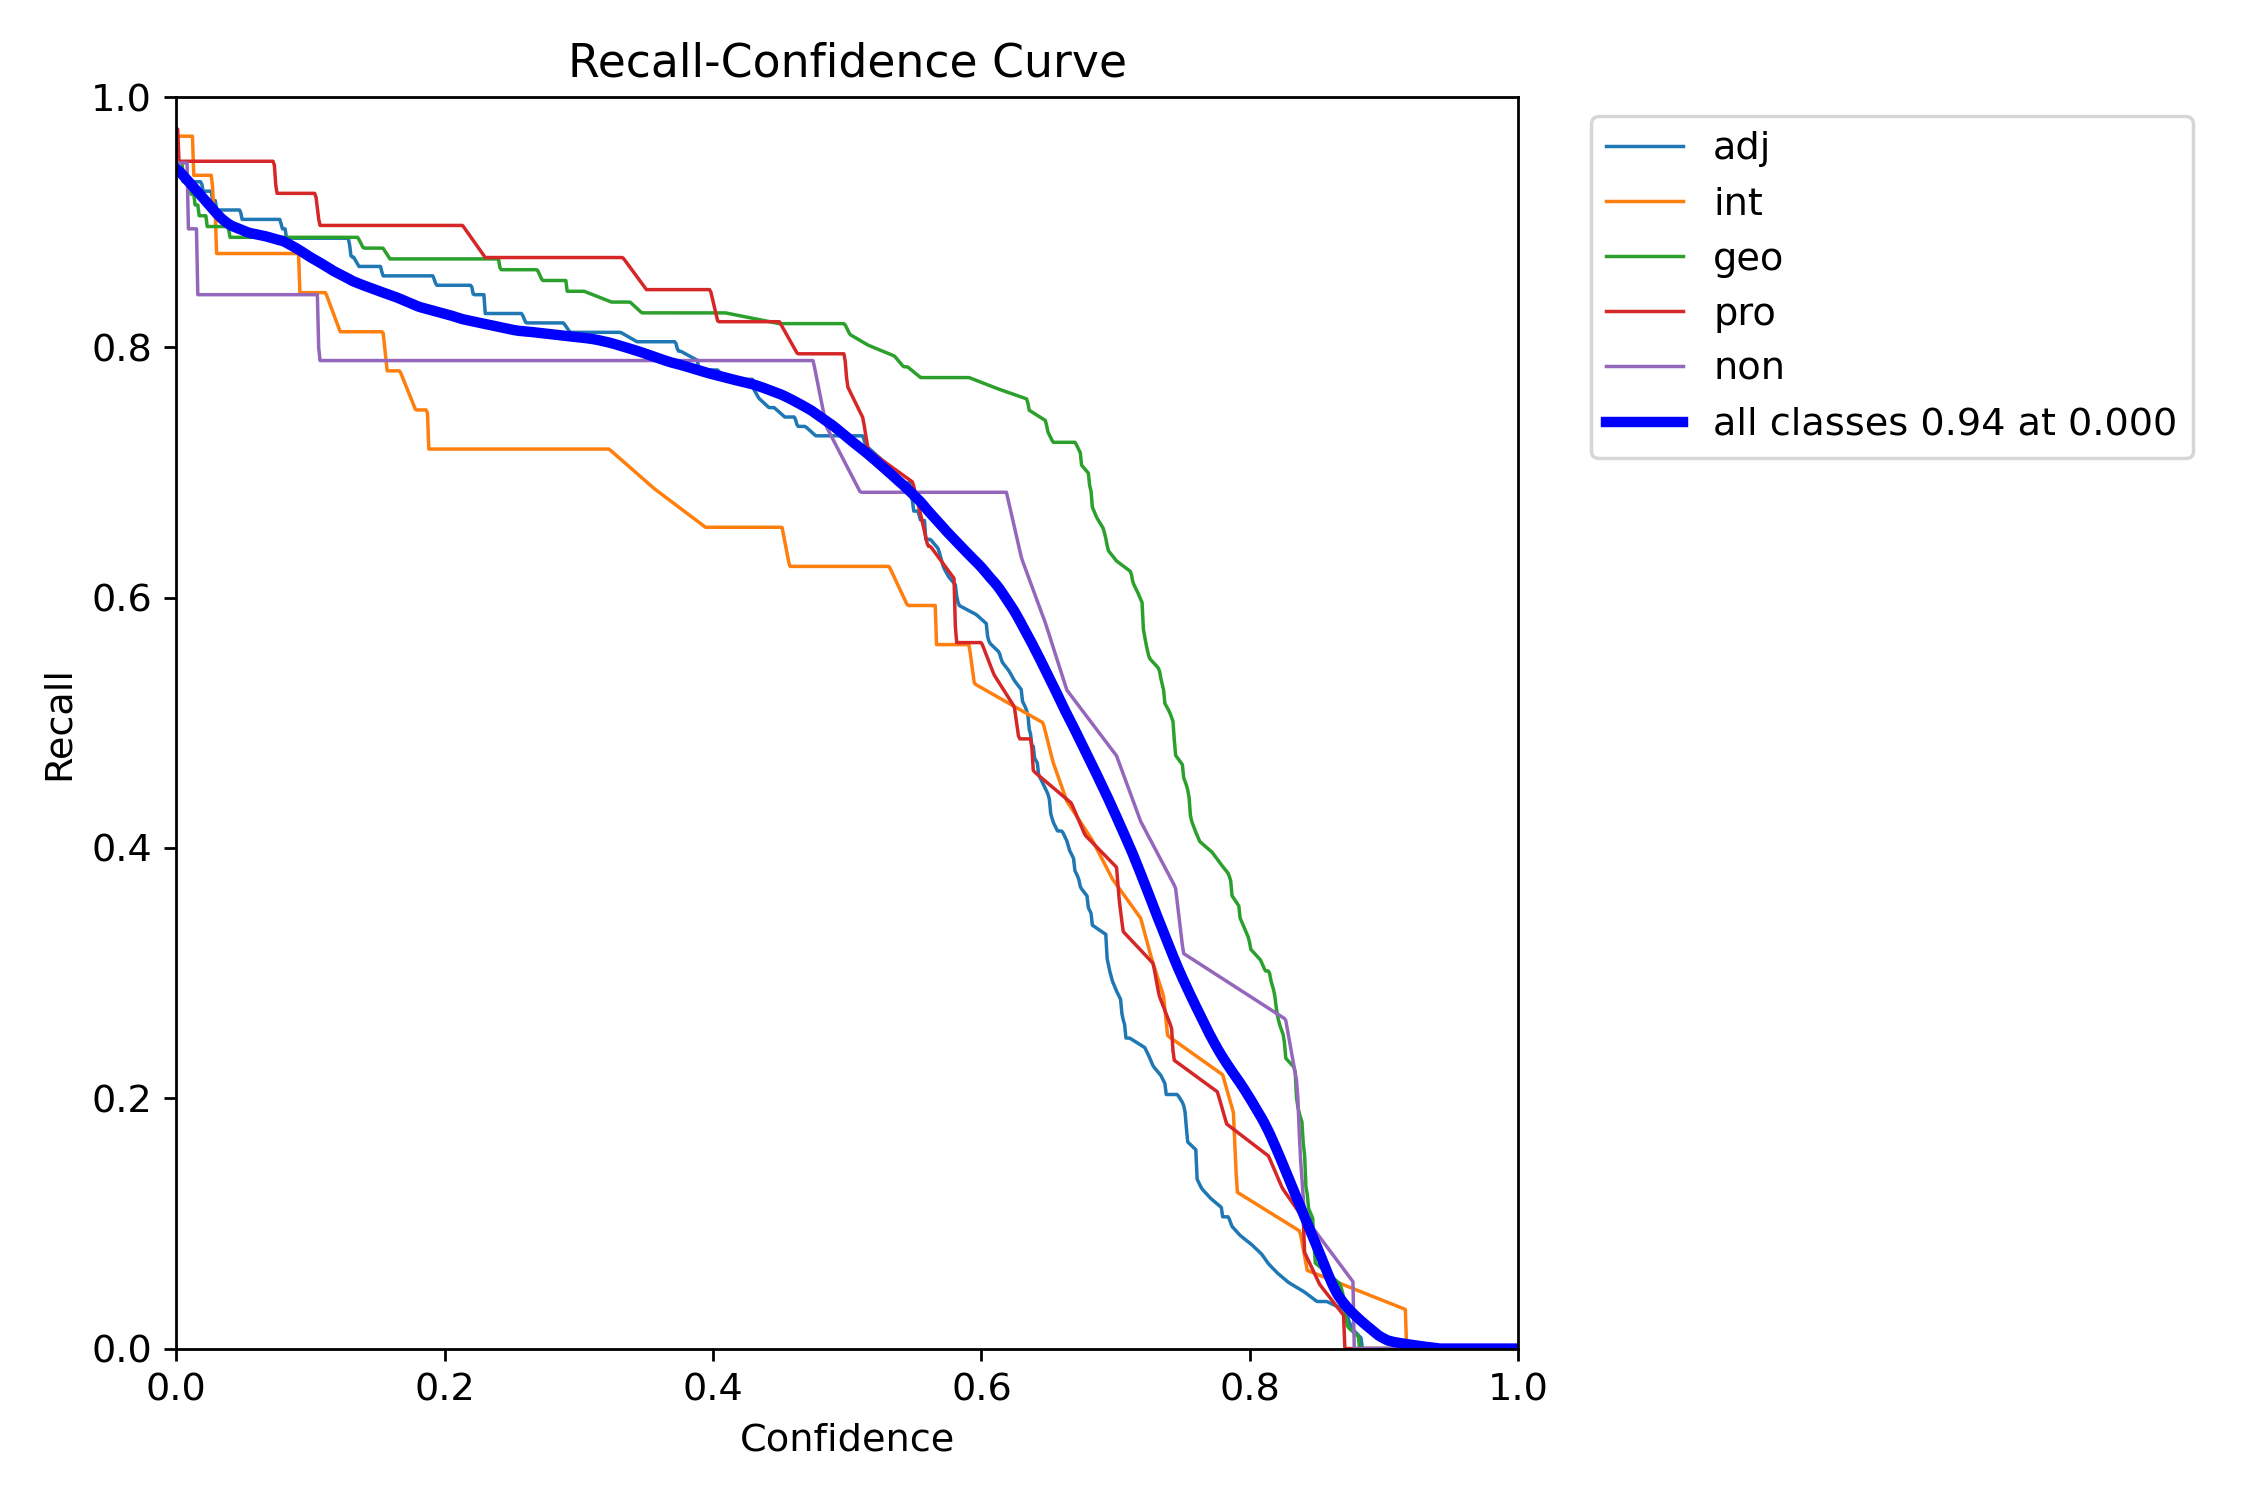 Recall-Confidence Curve
1.0
0.8
0.6
0.4
0.2
0.0
Recall
0.0 0.2 0.4 0.6 0.8 1.0
Confidence
adj
int
geo
pro
non
all classes 0.94 at 0.000